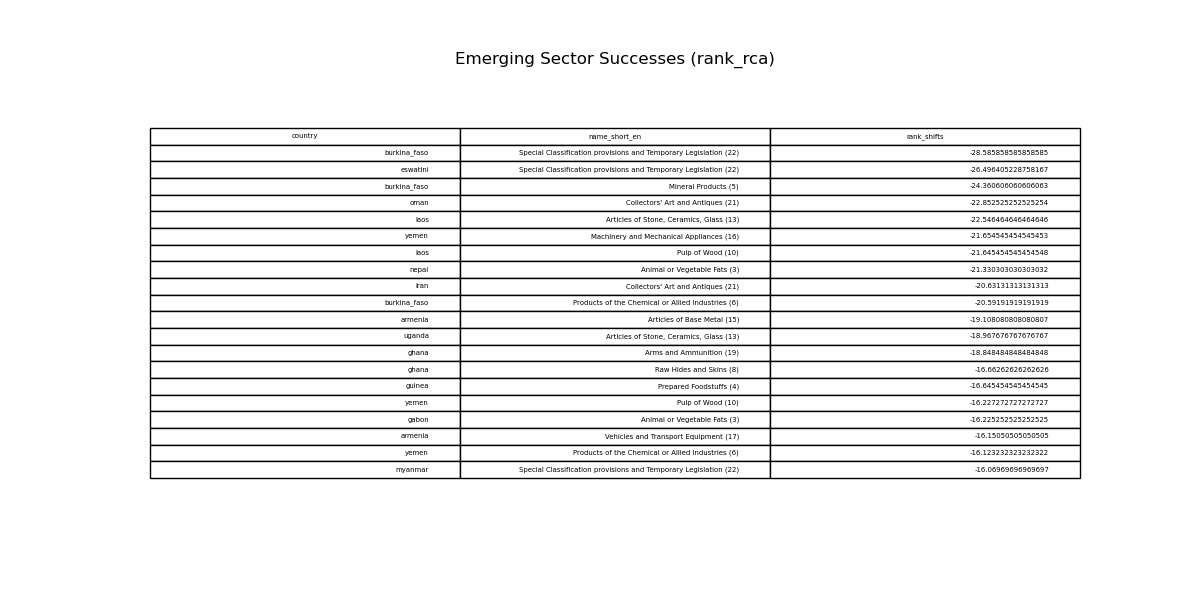 Emerging Sector Successes (rank_rca)
country name_short_en rank_shifts
burkina_faso Special Classification provisions and Temporary Legislation (22) -28.585858585858585
eswatini Special Classification provisions and Temporary Legislation (22) -26.496405228758167
burkina_faso Mineral Products (5) -24.360606060606063
oman Collectors' Art and Antiques (21) -22.852525252525254
laos Articles of Stone, Ceramics, Glass (13) -22.546464646464646
yemen Machinery and Mechanical Appliances (16) -21.654545454545453
laos Pulp of Wood (10) -21.645454545454548
nepal Animal or Vegetable Fats (3) -21.330303030303032
iran Collectors' Art and Antiques (21) -20.63131313131313
burkina_faso Products of the Chemical or Allied Industries (6) -20.59191919191919
armenia Articles of Base Metal (15) -19.108080808080807
uganda Articles of Stone, Ceramics, Glass (13) -18.967676767676767
ghana Arms and Ammunition (19) -18.848484848484848
ghana Raw Hides and Skins (8) -16.66262626262626
guinea Prepared Foodstuffs (4) -16.645454545454545
yemen Pulp of Wood (10) -16.227272727272727
gabon Animal or Vegetable Fats (3) -16.225252525252525
armenia Vehicles and Transport Equipment (17) -16.15050505050505
yemen Products of the Chemical or Allied Industries (6) -16.123232323232322
myanmar Special Classification provisions and Temporary Legislation (22) -16.06969696969697